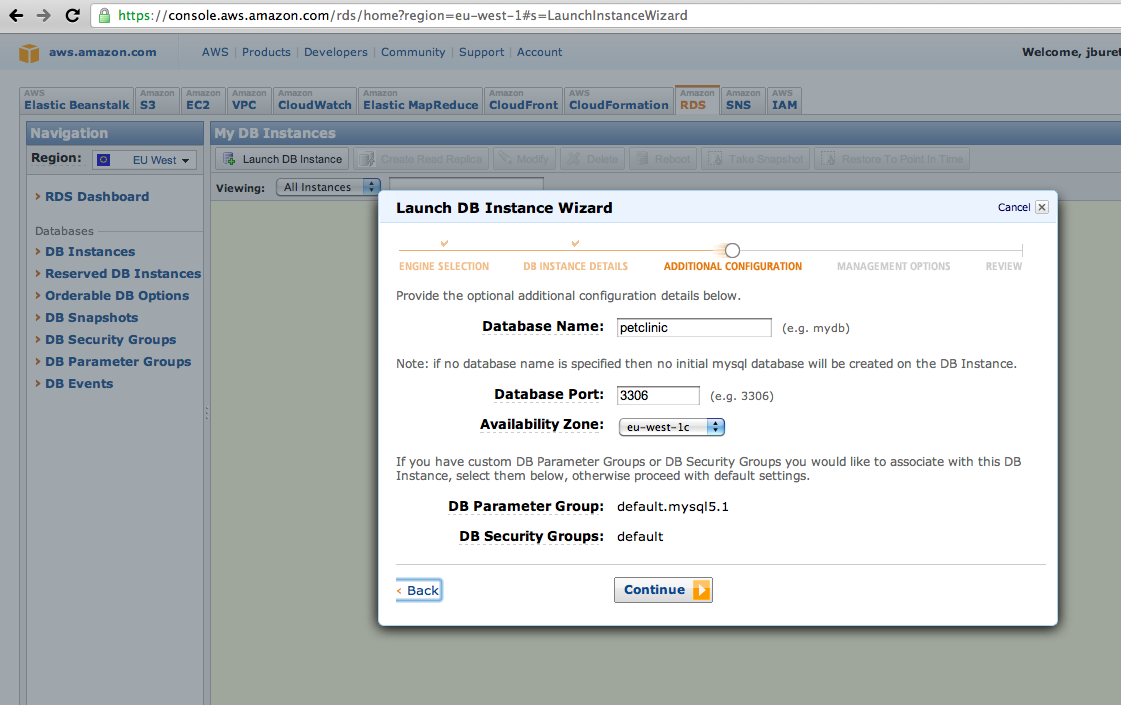 https://console.aws.amazon.com/rds/home?region=eu-west-1#s=LaunchInstanceWizard
aws.amazon.com AWS | Products | Developers | Community | Support | Account Welcome, jburet
AWS Amazon Amazon Amazon Amazon Amazon Amazon AWS Amazon Amazon AWS
Elastic Beanstalk S3 EC2 VPC CloudWatch Elastic MapReduce CloudFront CloudFormation RDS SNS IAM
Navigation
Region: EU West
› RDS Dashboard
Databases
› DB Instances
› Reserved DB Instances
› Orderable DB Options
› DB Snapshots
› DB Security Groups
› DB Parameter Groups
› DB Events
My DB Instances
Launch DB Instance Create Read Replica Modify Delete Reboot Take Snapshot Restore To Point In Time
Viewing: All Instances
Launch DB Instance Wizard Cancel
ENGINE SELECTION DB INSTANCE DETAILS ADDITIONAL CONFIGURATION MANAGEMENT OPTIONS REVIEW
Provide the optional additional configuration details below.
Database Name: petclinic (e.g. mydb)
Note: if no database name is specified then no initial mysql database will be created on the DB Instance.
Database Port: 3306 (e.g. 3306)
Availability Zone: eu-west-1c
If you have custom DB Parameter Groups or DB Security Groups you would like to associate with this DB
Instance, select them below, otherwise proceed with default settings.
DB Parameter Group: default.mysql5.1
DB Security Groups: default
‹ Back Continue